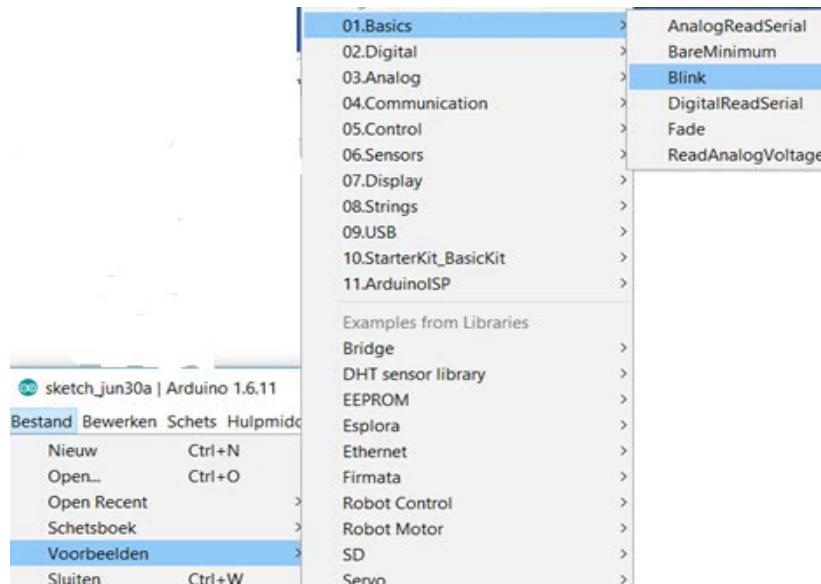 01.Basics
02.Digital
03.Analog
04.Communication
05.Control
06.Sensors
07.Display
08.Strings
09.USB
10.StarterKit_BasicKit
11.ArduinoISP
Examples from Libraries
Bridge
DHT sensor library
EEPROM
Esplora
Ethernet
Firmata
Robot Control
Robot Motor
SD
Servo
AnalogReadSerial
BareMinimum
Blink
DigitalReadSerial
Fade
ReadAnalogVoltage
sketch_jun30a | Arduino 1.6.11
Bestand Bewerken Schets Hulpmidd
Nieuw Ctrl+N
Open... Ctrl+O
Open Recent
Schetsboek
Voorbeelden
Sluiten Ctrl+W